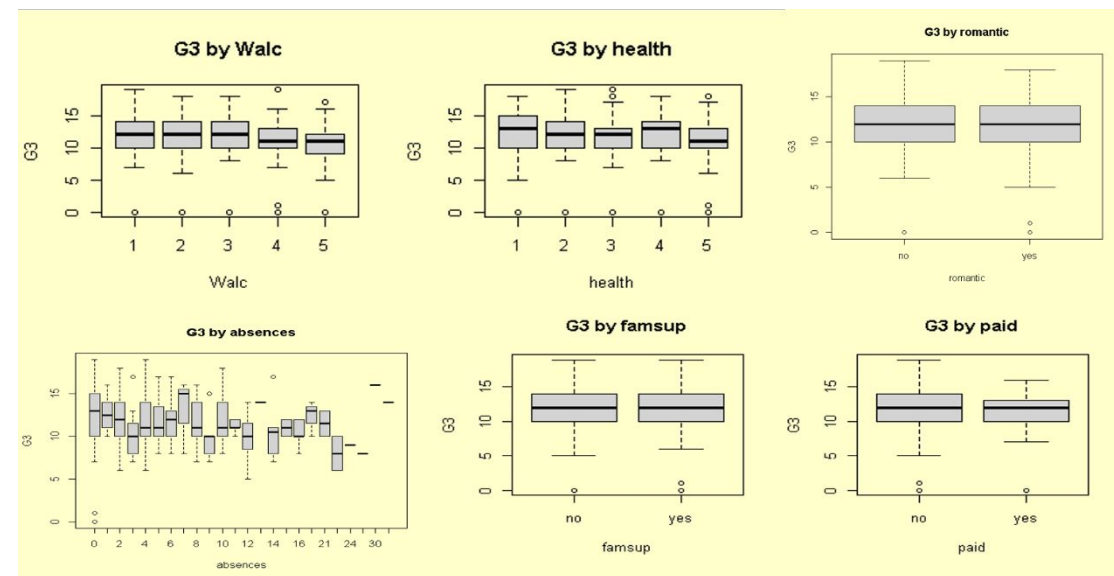 G3 by Walc
G3
0 5 10 15
1 2 3 4 5
Walc
G3 by health
G3
0 5 10 15
1 2 3 4 5
health
G3 by romantic
G3
0 5 10 15
no yes
romantic
G3 by absences
G3
0 5 10 15
0 2 4 6 8 10 12 14 16 21 24 30
absences
G3 by famsup
G3
0 5 10 15
no yes
famsup
G3 by paid
G3
0 5 10 15
no yes
paid